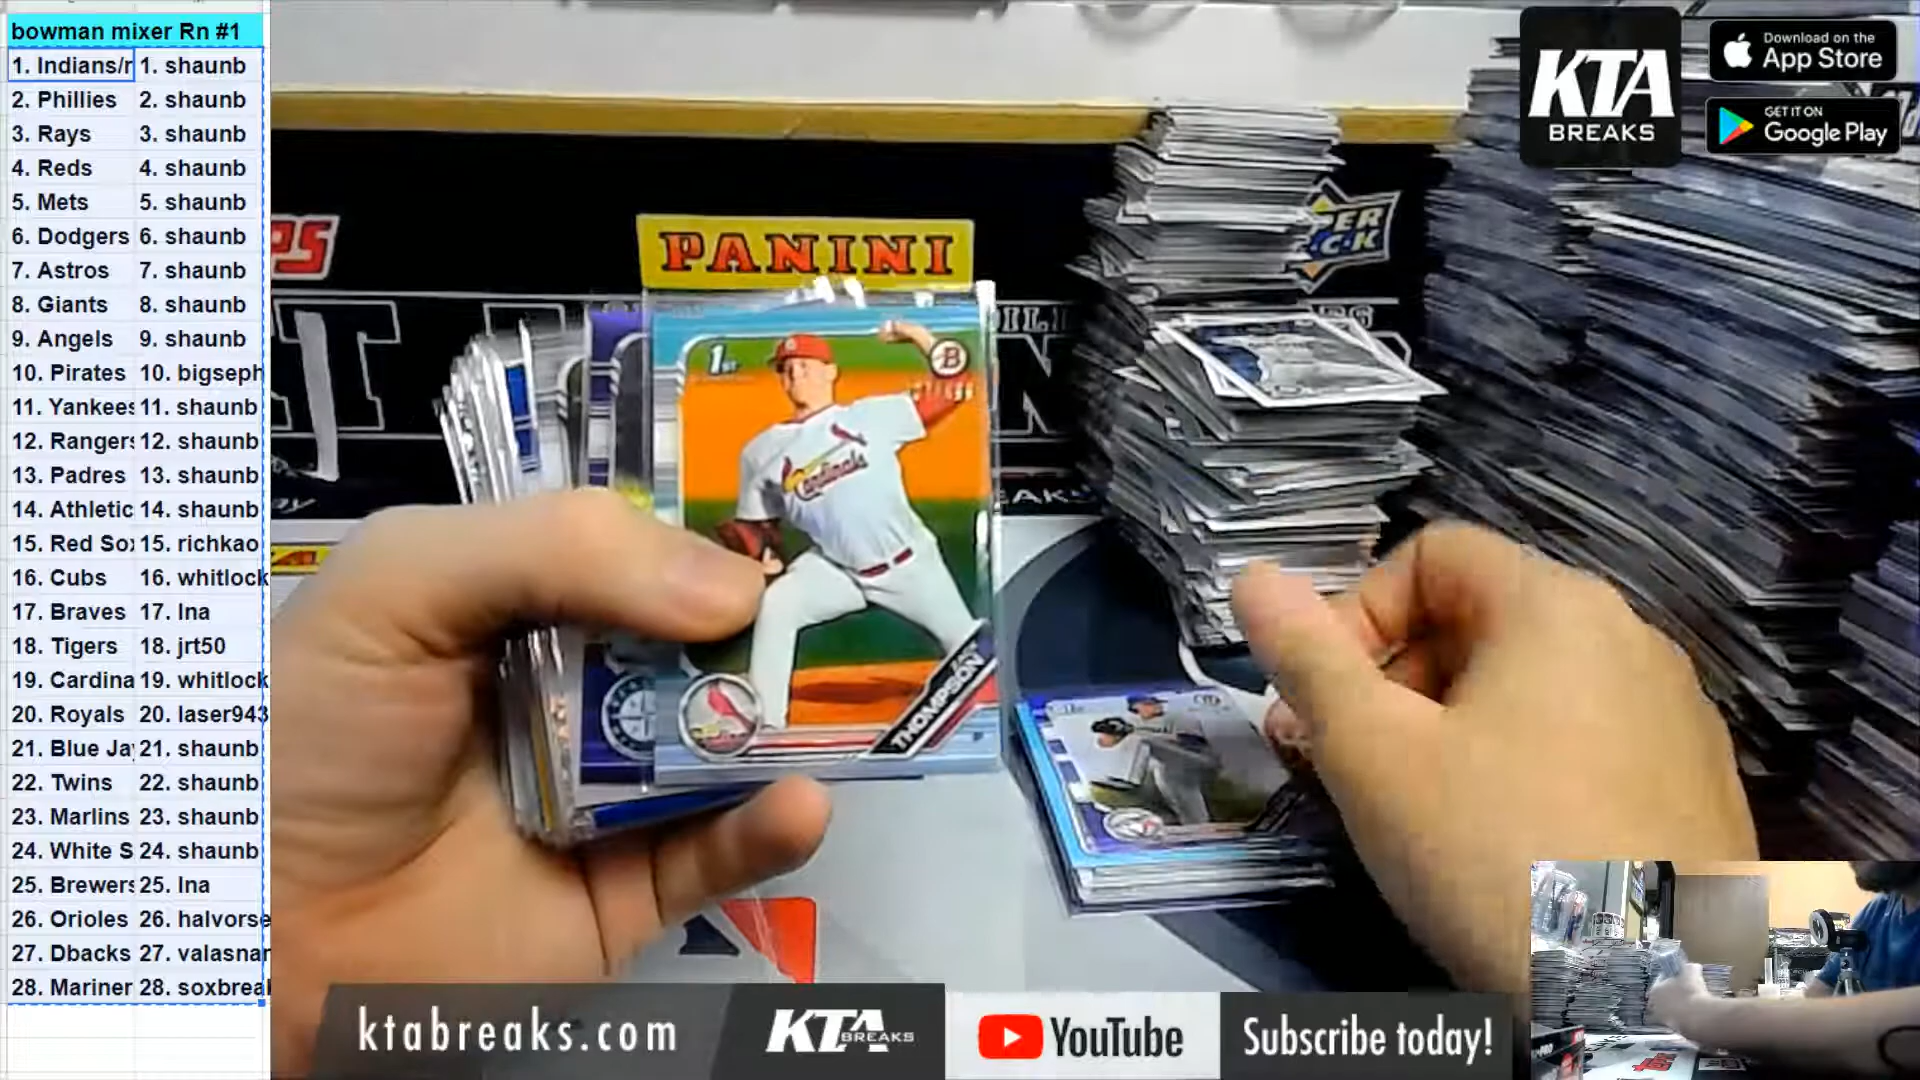 bowman mixer Rn #1
1. Indians/r 1. shaunb
2. Phillies 2. shaunb
3. Rays 3. shaunb
4. Reds 4. shaunb
5. Mets 5. shaunb
6. Dodgers 6. shaunb
7. Astros 7. shaunb
8. Giants 8. shaunb
9. Angels 9. shaunb
10. Pirates 10. bigseph
11. Yankees 11. shaunb
12. Rangers 12. shaunb
13. Padres 13. shaunb
14. Athletic 14. shaunb
15. Red Sox 15. richkao
16. Cubs 16. whitlock
17. Braves 17. lna
18. Tigers 18. jrt50
19. Cardina 19. whitlock
20. Royals 20. laser943
21. Blue Jay 21. shaunb
22. Twins 22. shaunb
23. Marlins 23. shaunb
24. White S 24. shaunb
25. Brewers 25. lna
26. Orioles 26. halvorse
27. Dbacks 27. valasnar
28. Mariner 28. soxbreak
KTA
BREAKS
Download on the
App Store
GET IT ON
Google Play
PANINI
1st
B
Cardinals
THOMPSON
ktabreaks.com
KTA
BREAKS
YouTube
Subscribe today!